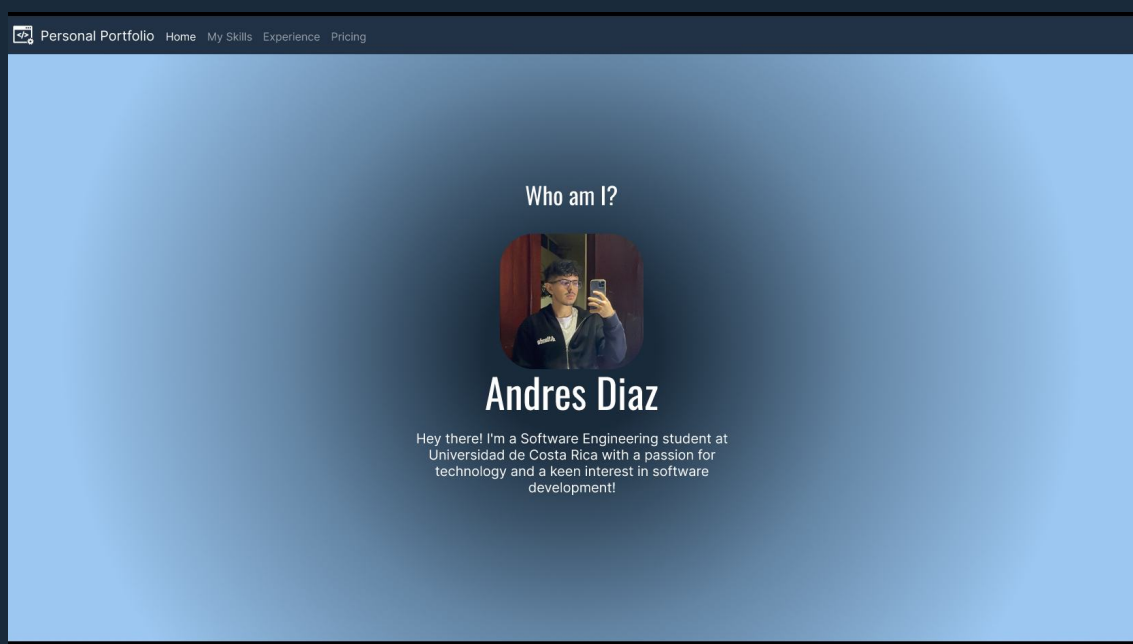 Personal Portfolio Home My Skills Experience Pricing
Who am I?
Andres Diaz
Hey there! I'm a Software Engineering student at
Universidad de Costa Rica with a passion for
technology and a keen interest in software
development!